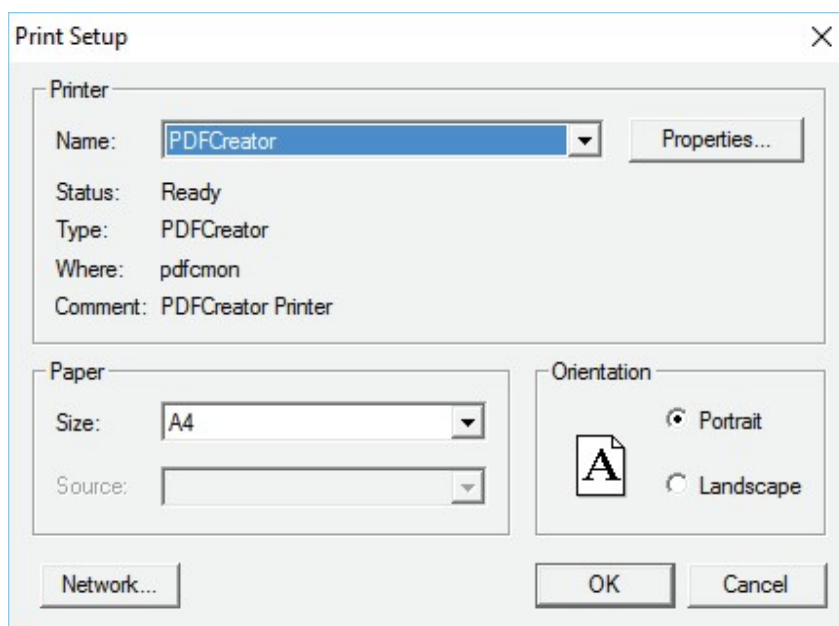 Print Setup
Printer
Name: PDFCreator Properties...
Status: Ready
Type: PDFCreator
Where: pdfcmon
Comment: PDFCreator Printer
Paper
Size: A4
Source:
Orientation
A
Portrait
Landscape
Network... OK Cancel